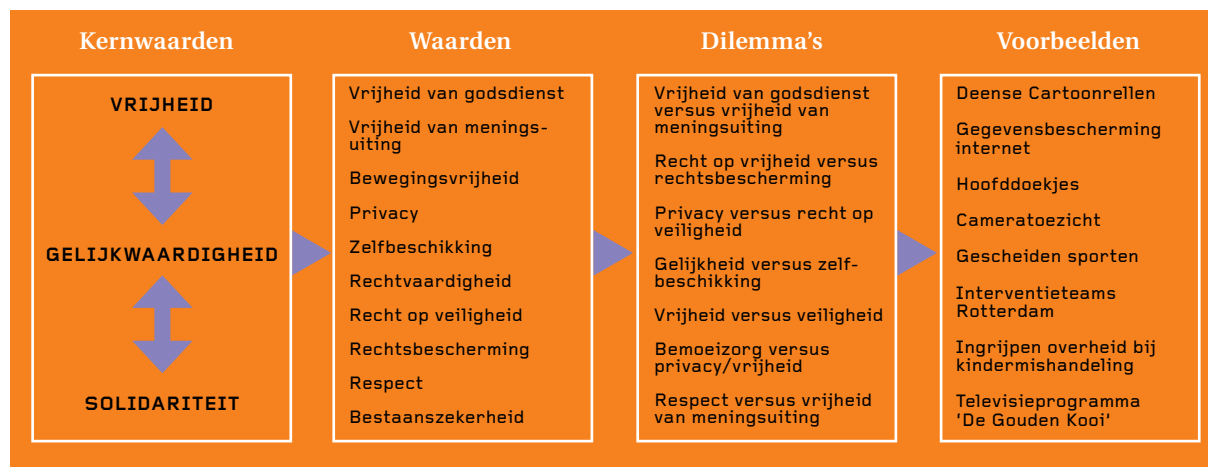 Kernwaarden
VRIJHEID
GELIJKWAARDIGHEID
SOLIDARITEIT
Waarden
Vrijheid van godsdienst
Vrijheid van menings-
uiting
Bewegingsvrijheid
Privacy
Zelfbeschikking
Rechtvaardigheid
Recht op veiligheid
Rechtsbescherming
Respect
Bestaanszekerheid
Dilemma's
Vrijheid van godsdienst
versus vrijheid van
meningsuiting
Recht op vrijheid versus
rechtsbescherming
Privacy versus recht op
veiligheid
Gelijkheid versus zelf-
beschikking
Vrijheid versus veiligheid
Bemoeizorg versus
privacy/vrijheid
Respect versus vrijheid
van meningsuiting
Voorbeelden
Deense Cartoonrellen
Gegevensbescherming
internet
Hoofddoekjes
Cameratoezicht
Gescheiden sporten
Interventieteams
Rotterdam
Ingrijpen overheid bij
kindermishandeling
Televisieprogramma
'De Gouden Kooi'